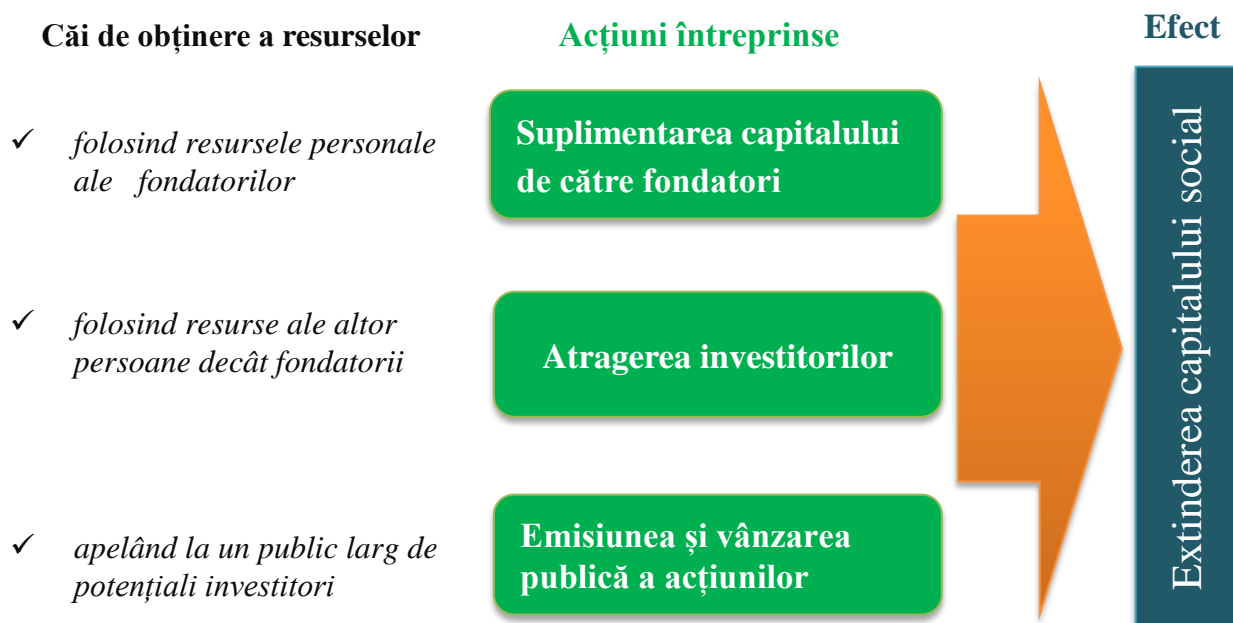 Căi de obținere a resurselor
Acțiuni întreprinse
Efect
✓ folosind resursele personale
ale fondatorilor
Suplimentarea capitalului
de către fondatori
✓ folosind resurse ale altor
persoane decât fondatorii
Atragerea investitorilor
✓ apelând la un public larg de
potențiali investitori
Emisiunea și vânzarea
publică a acțiunilor
Extinderea capitalului social